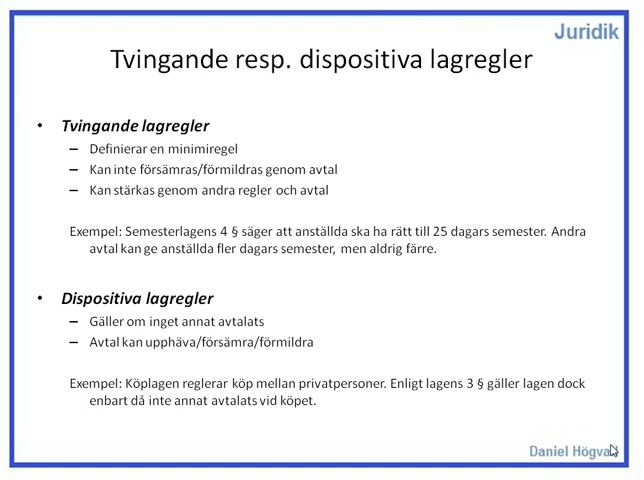 Juridik
Tvingande resp. dispositiva lagregler
• Tvingande lagregler
– Definierar en minimiregel
– Kan inte försämras/förmildras genom avtal
– Kan stärkas genom andra regler och avtal
Exempel: Semesterlagens 4 § säger att anställda ska ha rätt till 25 dagars semester. Andra
avtal kan ge anställda fler dagars semester, men aldrig färre.
• Dispositiva lagregler
– Gäller om inget annat avtalats
– Avtal kan upphäva/försämra/förmildra
Exempel: Köplagen reglerar köp mellan privatpersoner. Enligt lagens 3 § gäller lagen dock
enbart då inte annat avtalats vid köpet.
Daniel